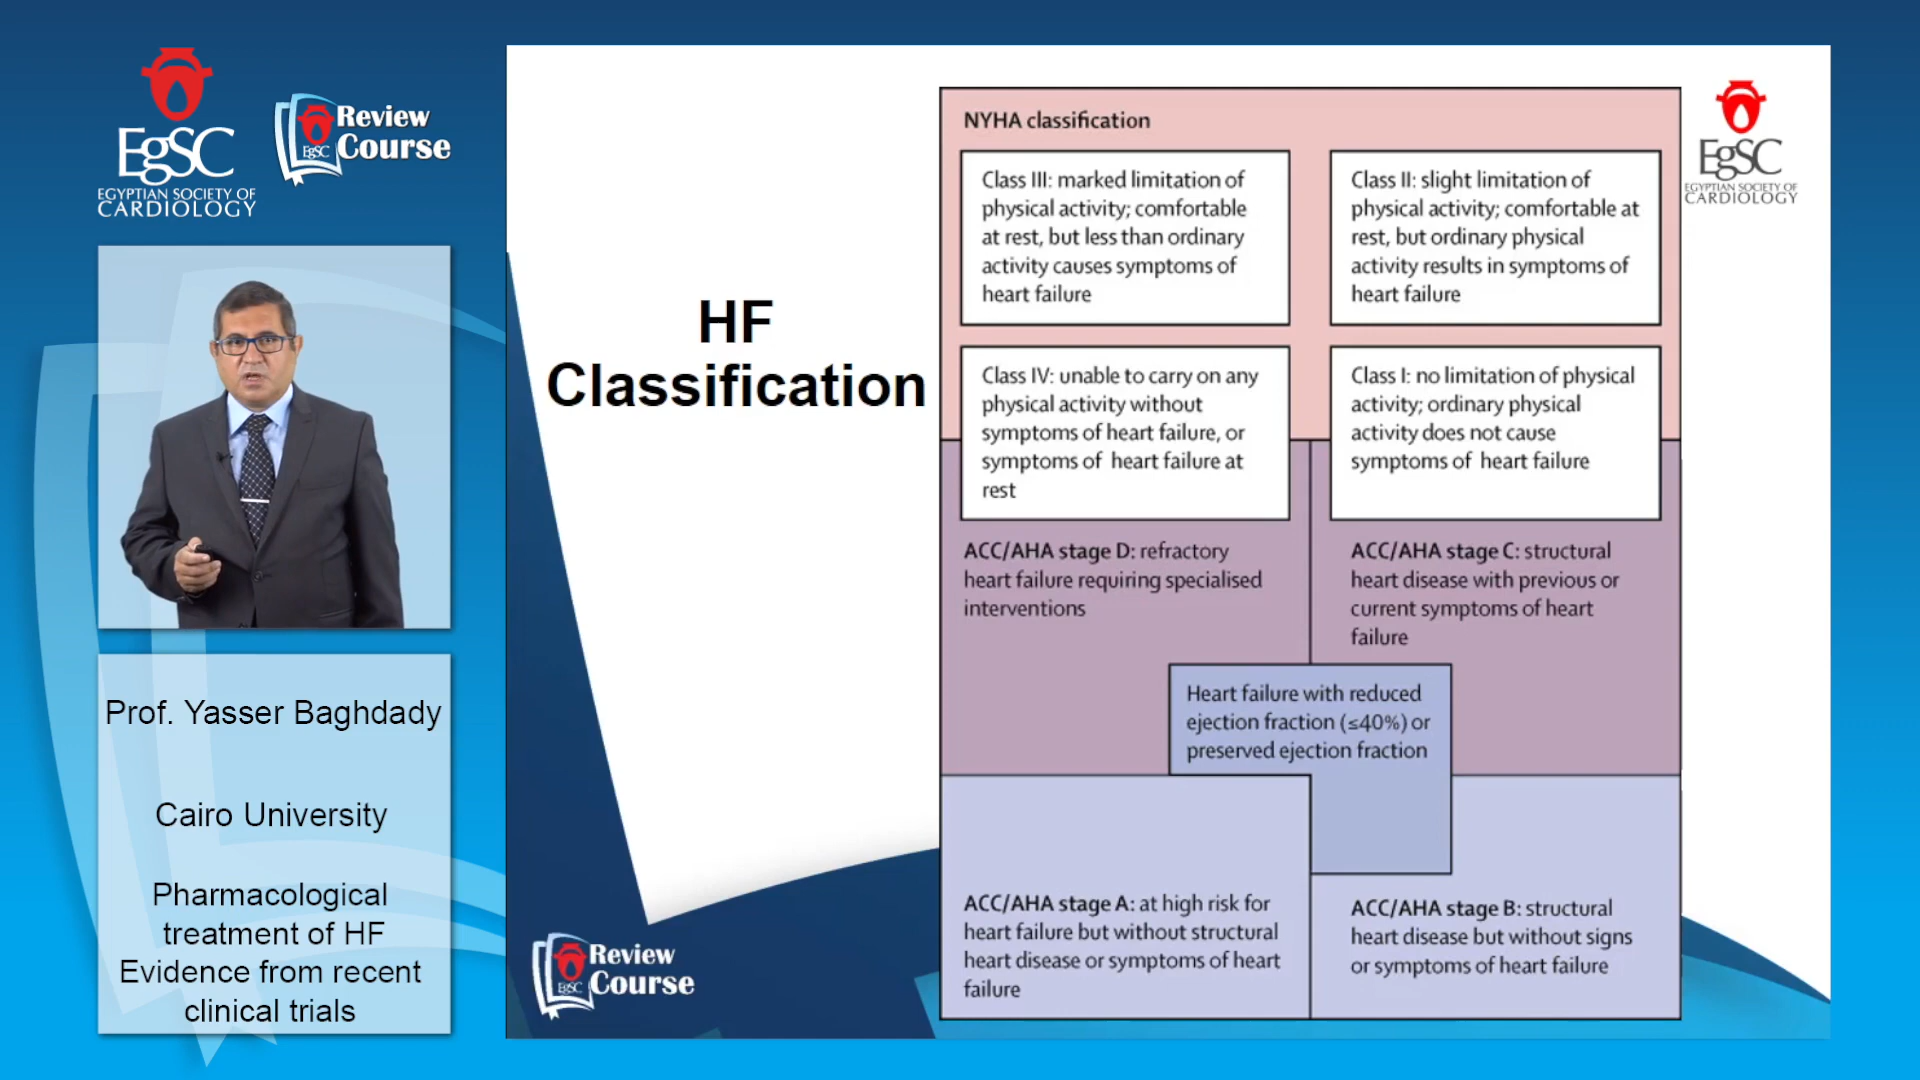 EgSC
EGYPTIAN SOCIETY OF
CARDIOLOGY
Review
Course
EgSC
Prof. Yasser Baghdady
Cairo University
Pharmacological
treatment of HF
Evidence from recent
clinical trials
HF
Classification
NYHA classification
Class III: marked limitation of
physical activity; comfortable
at rest, but less than ordinary
activity causes symptoms of
heart failure
Class II: slight limitation of
physical activity; comfortable at
rest, but ordinary physical
activity results in symptoms of
heart failure
Class IV: unable to carry on any
physical activity without
symptoms of heart failure, or
symptoms of heart failure at
rest
Class I: no limitation of physical
activity; ordinary physical
activity does not cause
symptoms of heart failure
ACC/AHA stage D: refractory
heart failure requiring specialised
interventions
ACC/AHA stage C: structural
heart disease with previous or
current symptoms of heart
failure
Heart failure with reduced
ejection fraction (≤40%) or
preserved ejection fraction
ACC/AHA stage A: at high risk for
heart failure but without structural
heart disease or symptoms of heart
failure
ACC/AHA stage B: structural
heart disease but without signs
or symptoms of heart failure
EgSC
EGYPTIAN SOCIETY OF
CARDIOLOGY
Review
Course
EgSC